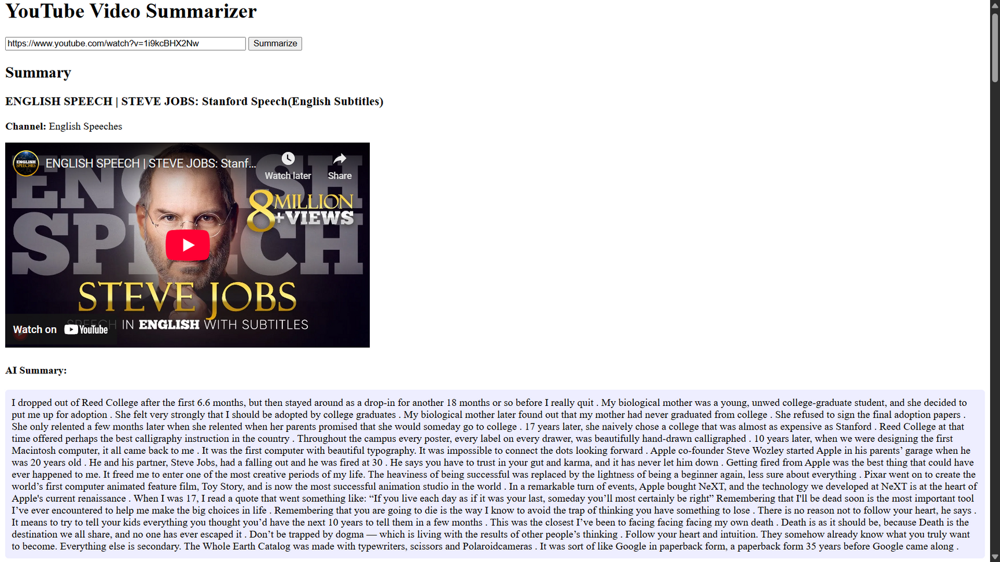 YouTube Video Summarizer
https://www.youtube.com/watch?v=1i9kcBHX2Nw Summarize
Summary
ENGLISH SPEECH | STEVE JOBS: Stanford Speech(English Subtitles)
Channel: English Speeches
ENGLISH
SPEECHES
ENGLISH SPEECH | STEVE JOBS: Stanf...
Watch later
Share
ENGLISH
8 MILLION
+VIEWS
SPEECH
STEVE JOBS
SPEECH IN ENGLISH WITH SUBTITLES
Watch on YouTube
AI Summary:
I dropped out of Reed College after the first 6.6 months, but then stayed around as a drop-in for another 18 months or so before I really quit . My biological mother was a young, unwed college-graduate student, and she decided to
put me up for adoption . She felt very strongly that I should be adopted by college graduates . My biological mother later found out that my mother had never graduated from college . She refused to sign the final adoption papers .
She only relented a few months later when she relented when her parents promised that she would someday go to college . 17 years later, she naively chose a college that was almost as expensive as Stanford . Reed College at that
time offered perhaps the best calligraphy instruction in the country . Throughout the campus every poster, every label on every drawer, was beautifully hand-drawn calligraphed . 10 years later, when we were designing the first
Macintosh computer, it all came back to me . It was the first computer with beautiful typography. It was impossible to connect the dots looking forward . Apple co-founder Steve Wozley started Apple in his parents’ garage when he
was 20 years old . He and his partner, Steve Jobs, had a falling out and he was fired at 30 . He says you have to trust in your gut and karma, and it has never let him down . Getting fired from Apple was the best thing that could have
ever happened to me. It freed me to enter one of the most creative periods of my life. The heaviness of being successful was replaced by the lightness of being a beginner again, less sure about everything . Pixar went on to create the
world’s first computer animated feature film, Toy Story, and is now the most successful animation studio in the world . In a remarkable turn of events, Apple bought NeXT, and the technology we developed at NeXT is at the heart of
Apple's current renaissance . When I was 17, I read a quote that went something like: “If you live each day as if it was your last, someday you’ll most certainly be right” Remembering that I'll be dead soon is the most important tool
I’ve ever encountered to help me make the big choices in life . Remembering that you are going to die is the way I know to avoid the trap of thinking you have something to lose . There is no reason not to follow your heart, he says .
It means to try to tell your kids everything you thought you’d have the next 10 years to tell them in a few months . This was the closest I’ve been to facing facing facing my own death . Death is as it should be, because Death is the
destination we all share, and no one has ever escaped it . Don’t be trapped by dogma — which is living with the results of other people’s thinking . Follow your heart and intuition. They somehow already know what you truly want
to become. Everything else is secondary. The Whole Earth Catalog was made with typewriters, scissors and Polaroidcameras . It was sort of like Google in paperback form, a paperback form 35 years before Google came along .